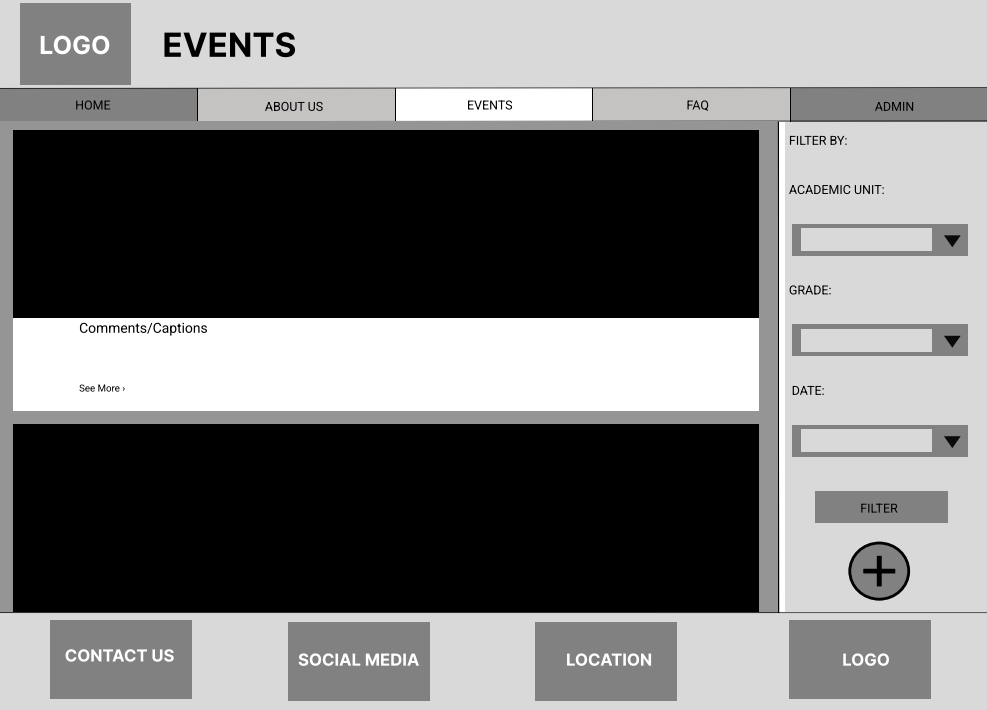 LOGO
EVENTS
HOME
ABOUT US
EVENTS
FAQ
ADMIN
FILTER BY:
ACADEMIC UNIT:
GRADE:
Comments/Captions
See More ›
DATE:
FILTER
CONTACT US
SOCIAL MEDIA
LOCATION
LOGO